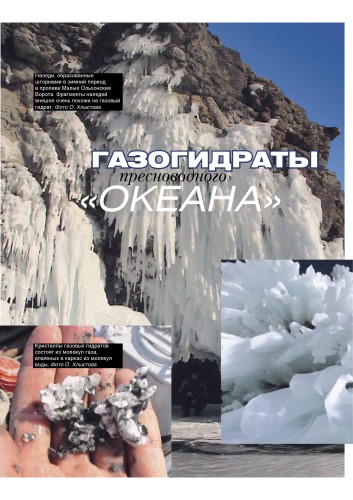 Наледи, образованные
штормами в зимний период
в проливе Малые Ольхонские
Ворота. Фрагменты наледей
внешне очень похожи на газовый
гидрат. Фото О. Хлыстова
ГАЗОГИДРАТЫ
пресноводного
«ОКЕАНА»
Кристаллы газовых гидратов
состоят из молекул газа,
впаянных в каркас из молекул
воды. Фото О. Хлыстова